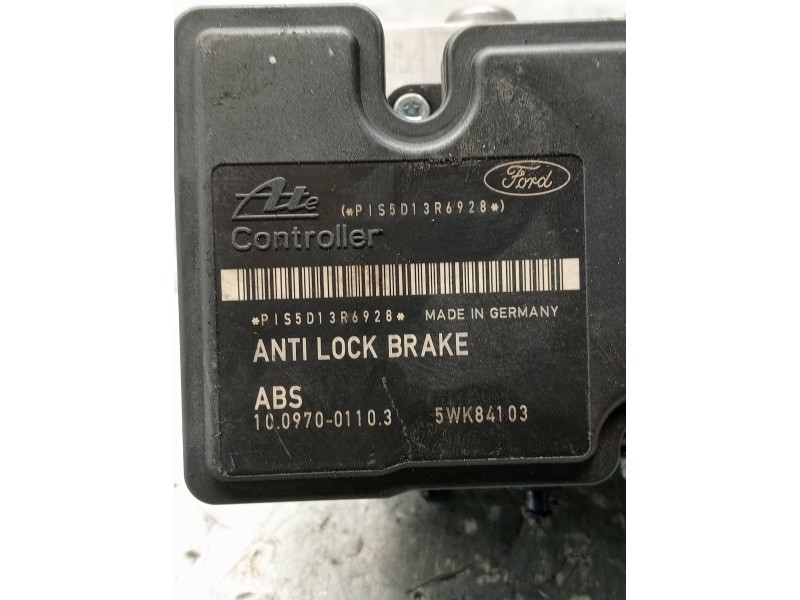 Ate
Ford
(*PIS5D13R6928*)
Controller
*PIS5D13R6928* MADE IN GERMANY
ANTI LOCK BRAKE
ABS
10.0970-0110.3 5WK84103